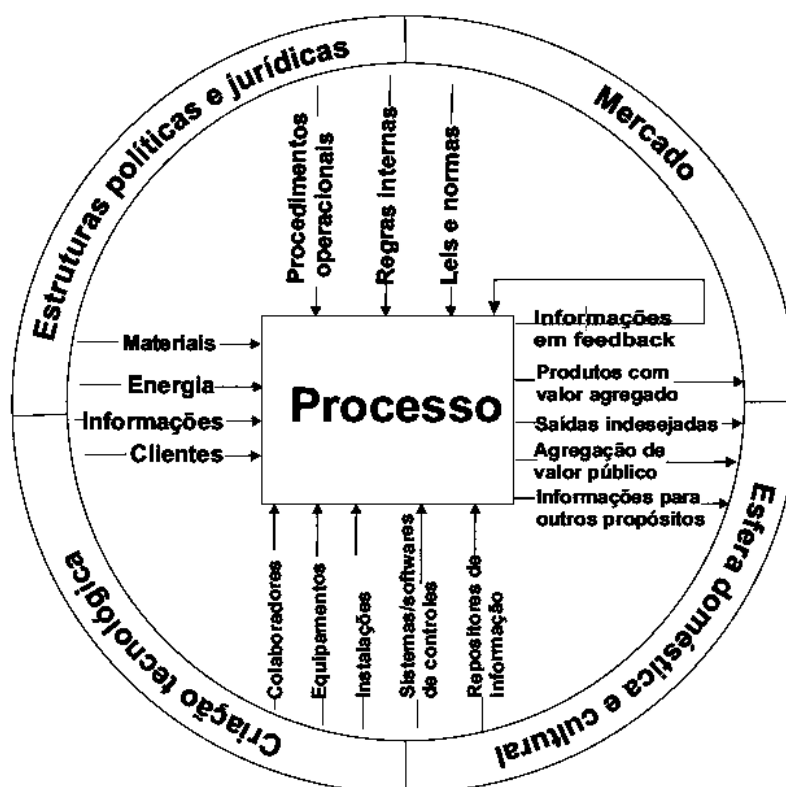 Estruturas políticas e jurídicas
Mercado
Procedimentos
operacionais
Regras internas
Leis e normas
Materiais
Energia
Informações
Clientes
Processo
Informações
em feedback
Produtos com
valor agregado
Saídas indesejadas
Agregação de
valor público
Informações para
outros propósitos
Colaboradores
Equipamentos
Instalações
Sistemas/softwares
de controles
Repositores de
informação
Criação tecnológica
Esfera doméstica e cultural